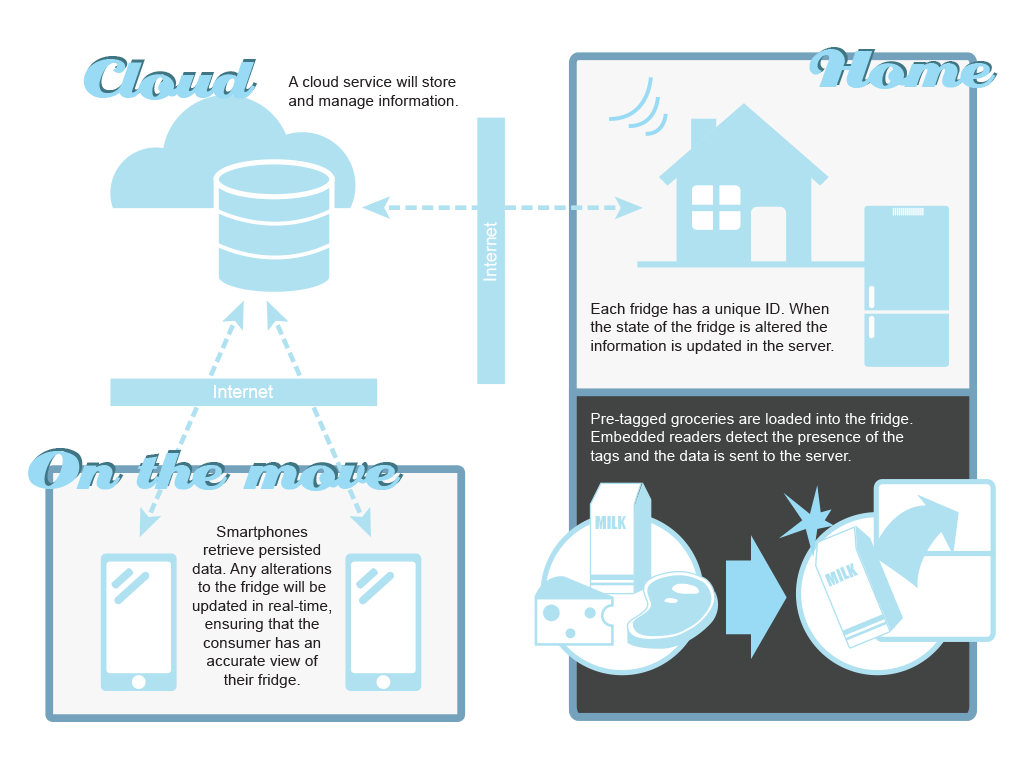 Cloud
A cloud service will store
and manage information.
Home
Internet
Each fridge has a unique ID. When
the state of the fridge is altered the
information is updated in the server.
Internet
Pre-tagged groceries are loaded into the fridge.
Embedded readers detect the presence of the
tags and the data is sent to the server.
On the move
Smartphones
retrieve persisted
data. Any alterations
to the fridge will be
updated in real-time,
ensuring that the
consumer has an
accurate view of
their fridge.
MILK
MILK